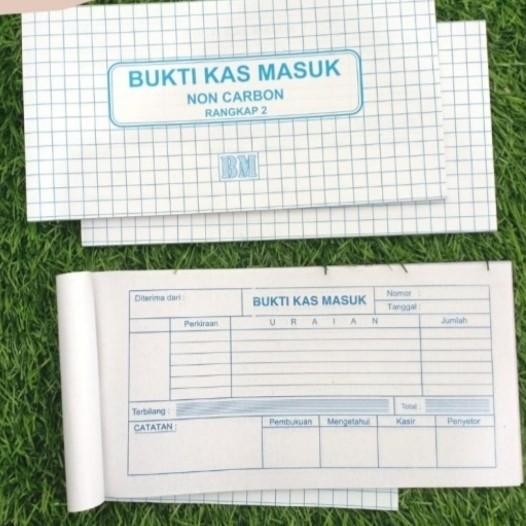 BUKTI KAS MASUK
NON CARBON
RANGKAP 2
BM
Diterima dari :
BUKTI KAS MASUK
Nomor :
Tanggal :
Perkiraan
U R A I A N
Jumlah
Terbilang :
Total :
CATATAN :
Pembukuan
Mengetahui
Kasir
Penyetor